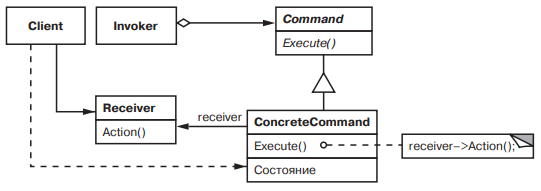 Client
Invoker
Command
Execute()
Receiver
Action()
receiver
ConcreteCommand
Execute()
receiver–>Action();
Состояние